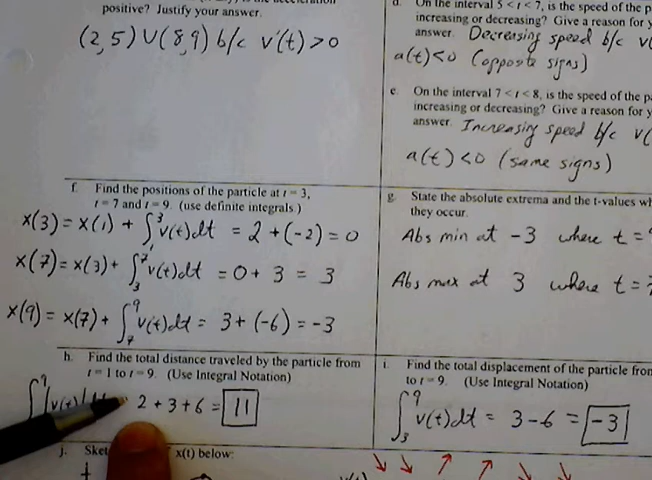 positive? Justify your answer.
(2,5) ∪ (8,9) b/c v'(t) > 0
d. On the interval 5 < t < 7, is the speed of the p
increasing or decreasing? Give a reason for y
answer. Decreasing speed b/c v(
a(t) < 0 (opposite signs)
e. On the interval 7 < t < 8, is the speed of the pa
increasing or decreasing? Give a reason for y
answer. Increasing speed b/c v(
a(t) < 0 (same signs)
f. Find the positions of the particle at t = 3,
t = 7 and t = 9. (use definite integrals.)
x(3) = x(1) + ∫₁³ v(t)dt = 2 + (-2) = 0
x(7) = x(3) + ∫₃⁷ v(t)dt = 0 + 3 = 3
x(9) = x(7) + ∫₇⁹ v(t)dt = 3 + (-6) = -3
g. State the absolute extrema and the t-values wh
they occur.
Abs min at -3 where t =
Abs max at 3 where t =
h. Find the total distance traveled by the particle from
t = 1 to t = 9. (Use Integral Notation)
2 + 3 + 6 = 11
i. Find the total displacement of the particle from
to t = 9. (Use Integral Notation)
∫₃⁹ v(t)dt = 3 - 6 = -3
j. Sket x(t) below: